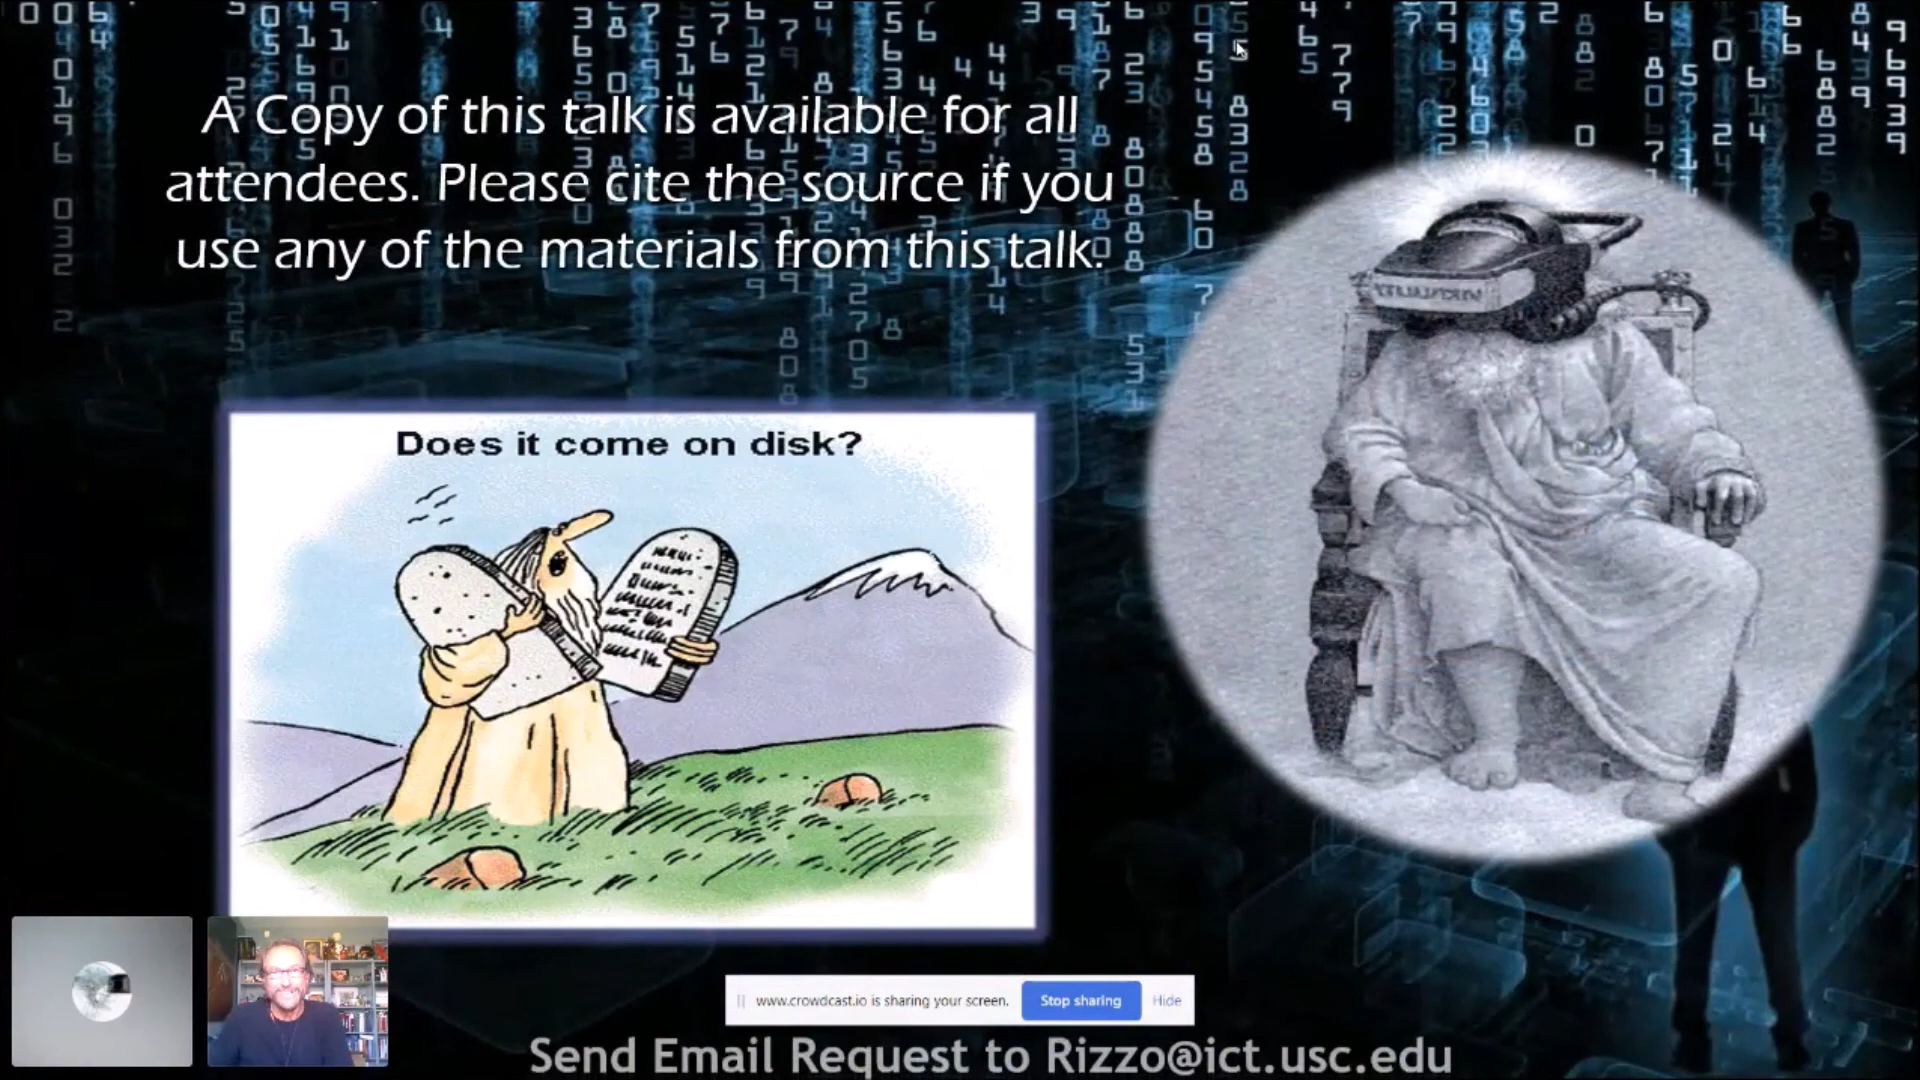 A Copy of this talk is available for all
attendees. Please cite the source if you
use any of the materials from this talk.
Does it come on disk?
www.crowdcast.io is sharing your screen.
Stop sharing
Hide
Send Email Request to Rizzo@ict.usc.edu